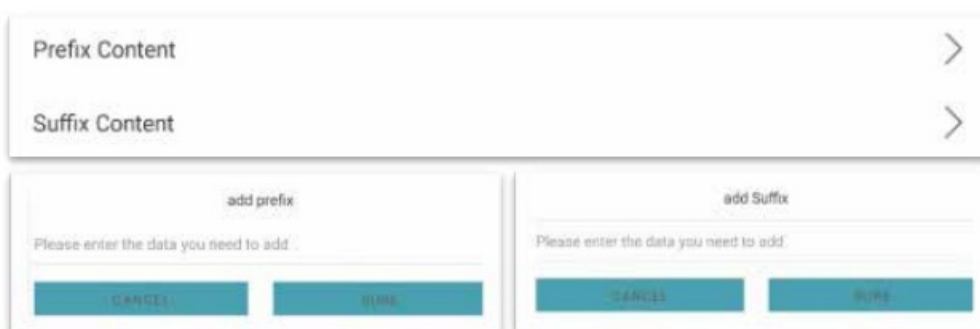 Prefix Content
Suffix Content
add prefix
Please enter the data you need to add .
CANCEL
SURE
add Suffix
Please enter the data you need to add.
CANCEL
SURE